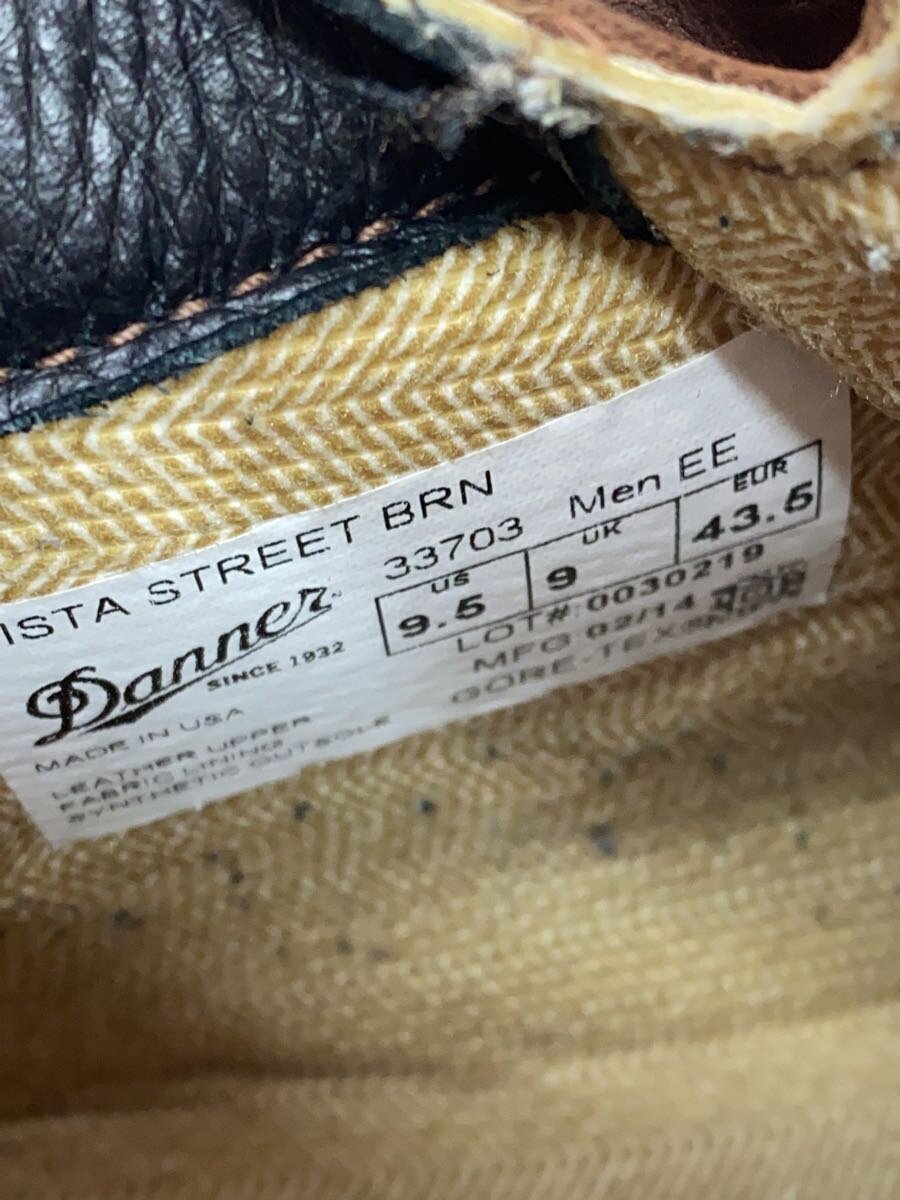 ISTA STREET BRN
33703 Men EE
Danner
SINCE 1932
US UK EUR
9.5 9 43.5
LOT#:0030219
MFG 02/14
GORE-TEX®
MADE IN USA
LEATHER UPPER
FABRIC LINING
SYNTHETIC OUTSOLE